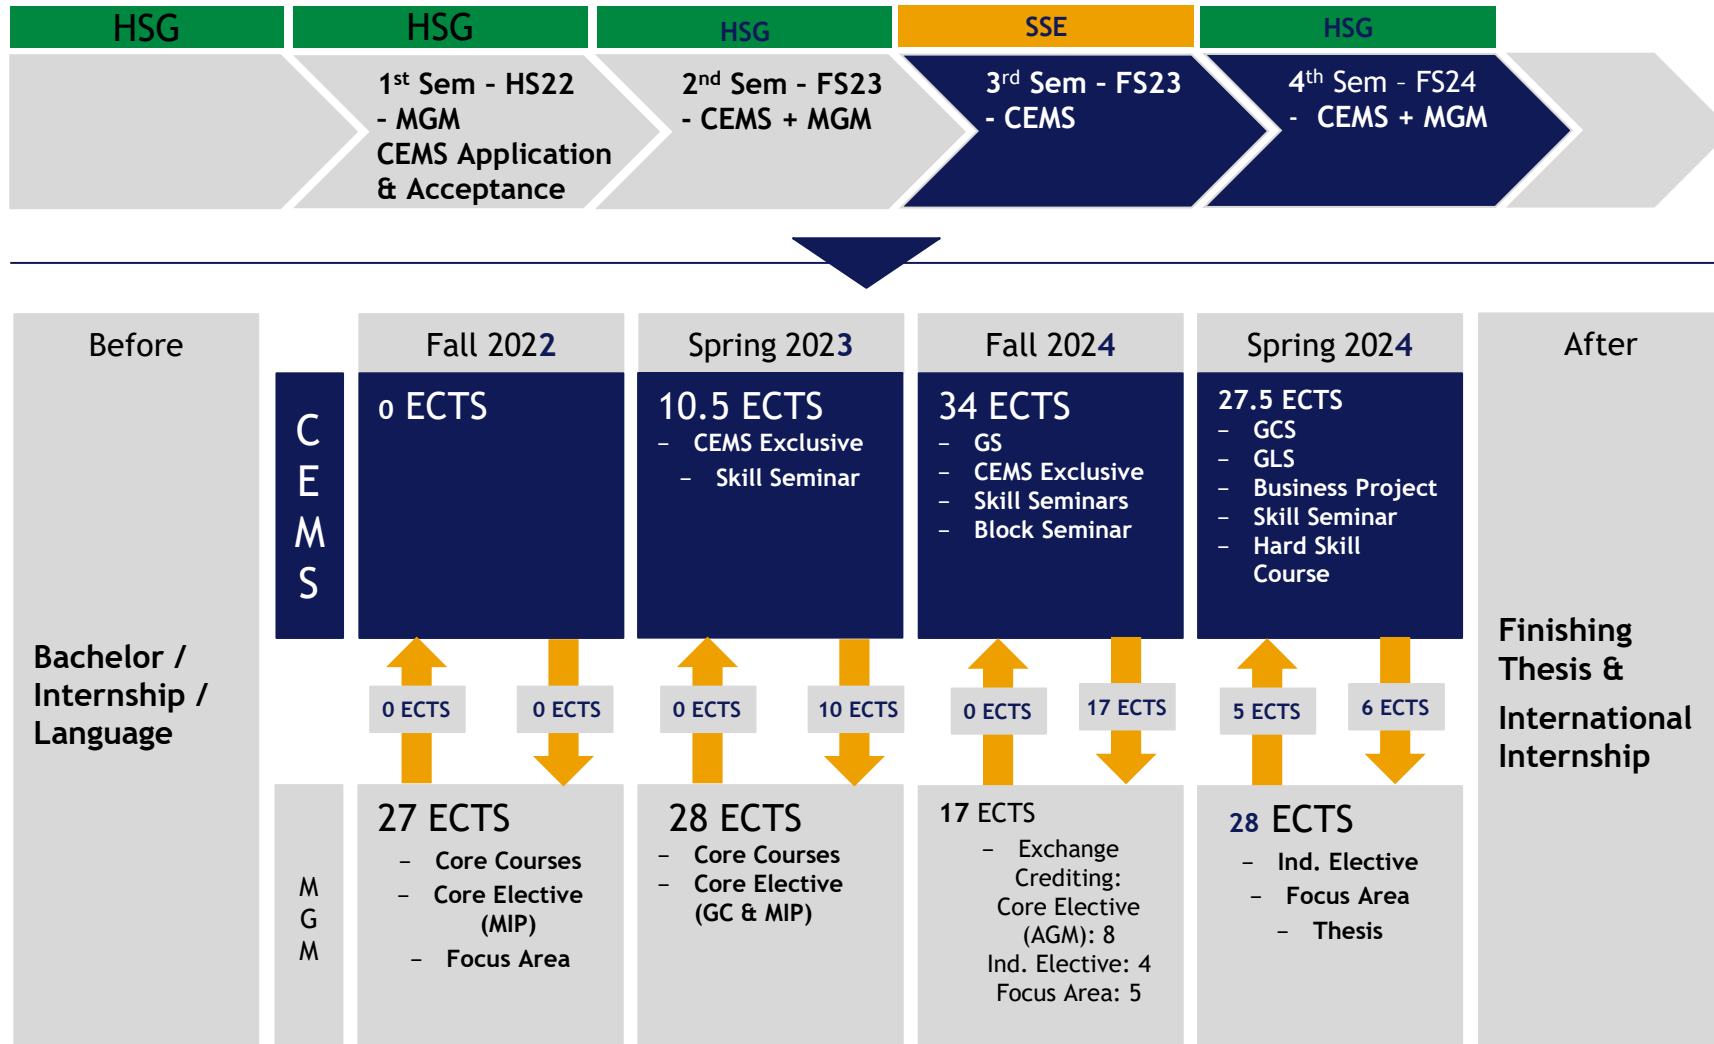 HSG
HSG
HSG
SSE
HSG
1st Sem – HS22
– MGM
CEMS Application
& Acceptance
2nd Sem – FS23
- CEMS + MGM
3rd Sem – FS23
- CEMS
4th Sem – FS24
- CEMS + MGM
Before
Bachelor /
Internship /
Language
C
E
M
S
M
G
M
Fall 2022
0 ECTS
0 ECTS
0 ECTS
27 ECTS
– Core Courses
– Core Elective
(MIP)
– Focus Area
Spring 2023
10.5 ECTS
– CEMS Exclusive
– Skill Seminar
0 ECTS
10 ECTS
28 ECTS
– Core Courses
– Core Elective
(GC & MIP)
Fall 2024
34 ECTS
– GS
– CEMS Exclusive
– Skill Seminars
– Block Seminar
0 ECTS
17 ECTS
17 ECTS
– Exchange
Crediting:
Core Elective
(AGM): 8
Ind. Elective: 4
Focus Area: 5
Spring 2024
27.5 ECTS
– GCS
– GLS
– Business Project
– Skill Seminar
– Hard Skill
Course
5 ECTS
6 ECTS
28 ECTS
– Ind. Elective
– Focus Area
– Thesis
After
Finishing
Thesis &
International
Internship